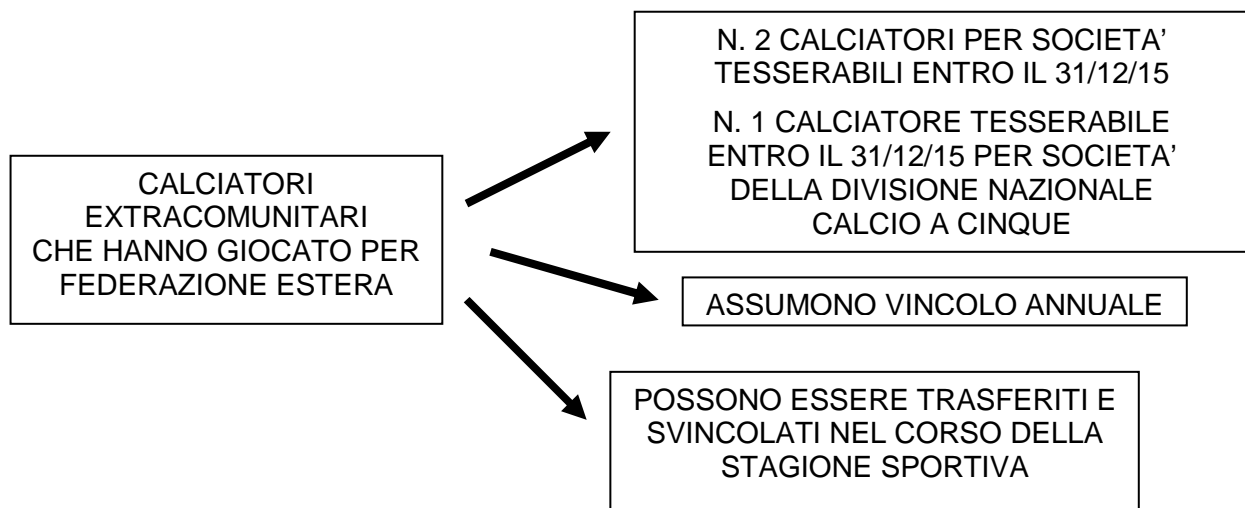 CALCIATORI
EXTRACOMUNITARI
CHE HANNO GIOCATO PER
FEDERAZIONE ESTERA
N. 2 CALCIATORI PER SOCIETA’
TESSERABILI ENTRO IL 31/12/15
N. 1 CALCIATORE TESSERABILE
ENTRO IL 31/12/15 PER SOCIETA’
DELLA DIVISIONE NAZIONALE
CALCIO A CINQUE
ASSUMONO VINCOLO ANNUALE
POSSONO ESSERE TRASFERITI E
SVINCOLATI NEL CORSO DELLA
STAGIONE SPORTIVA